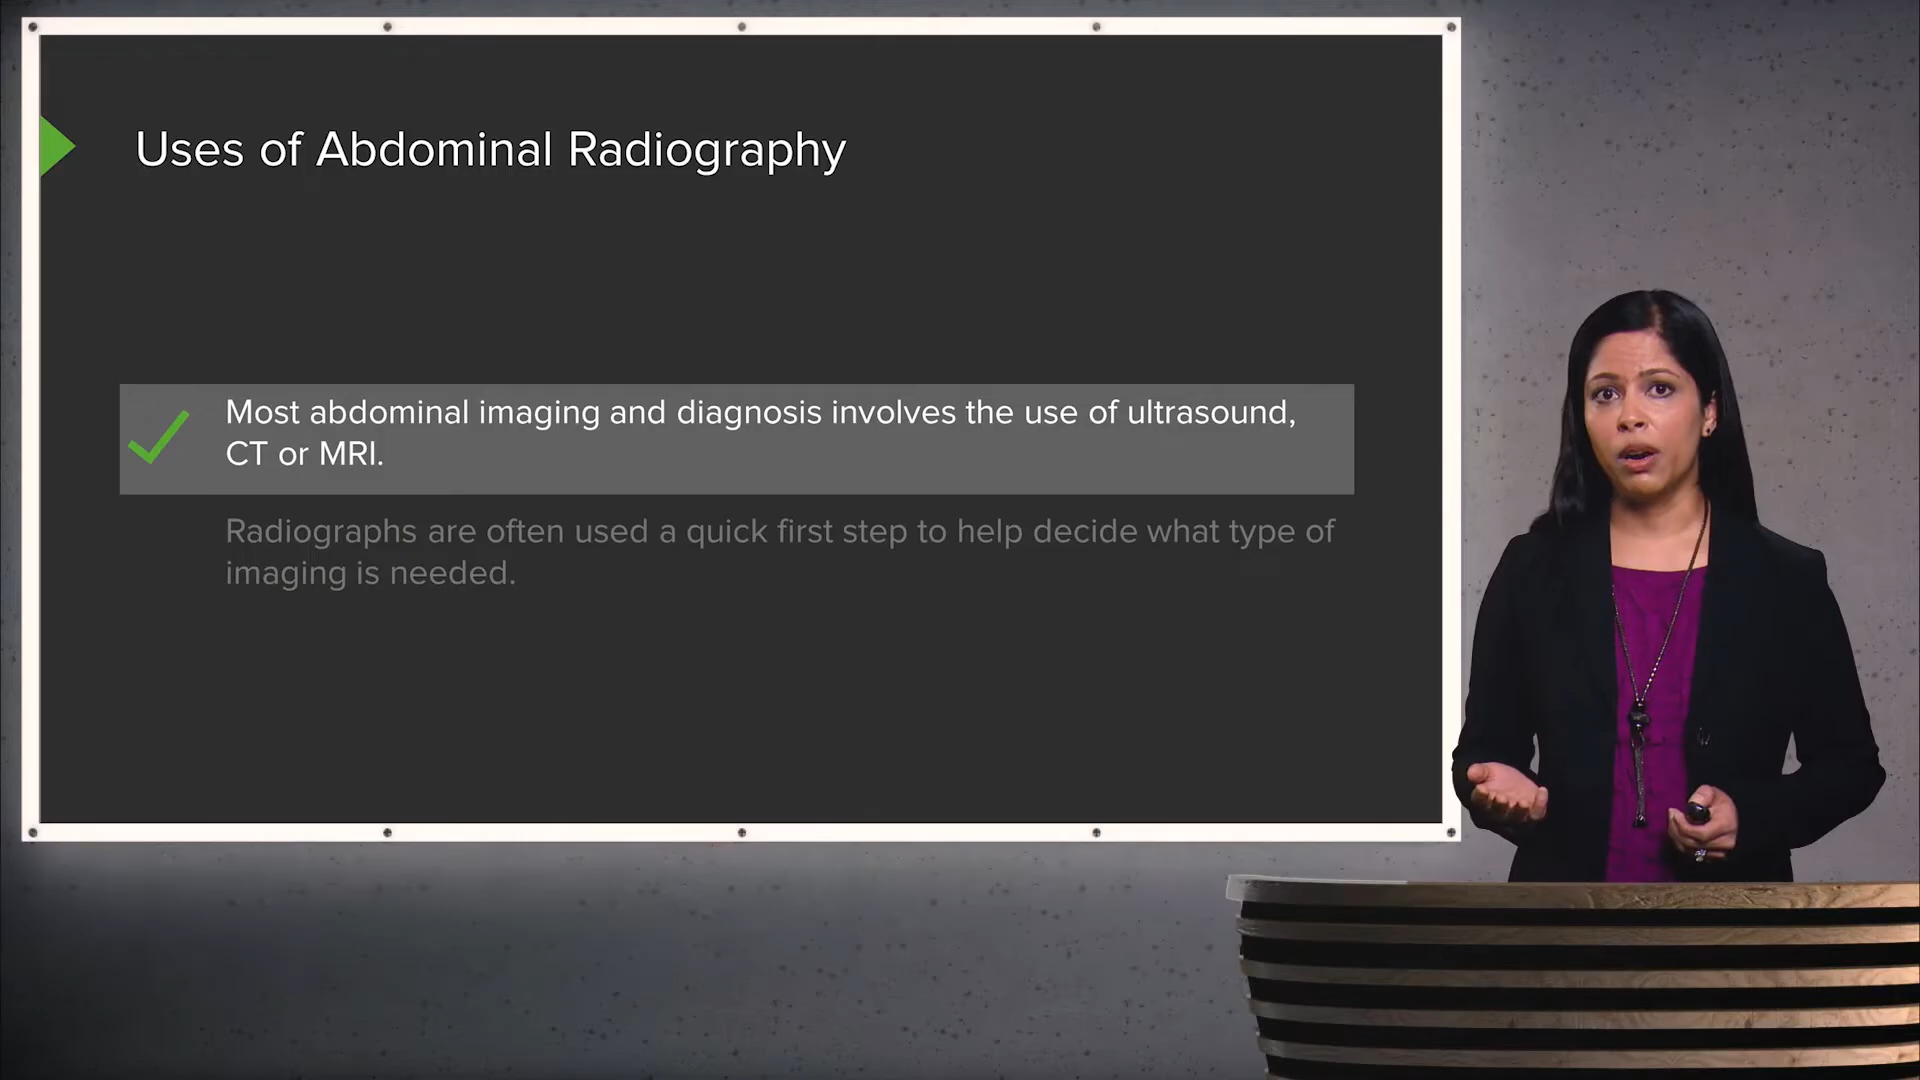 Uses of Abdominal Radiography
Most abdominal imaging and diagnosis involves the use of ultrasound,
CT or MRI.
Radiographs are often used a quick first step to help decide what type of
imaging is needed.